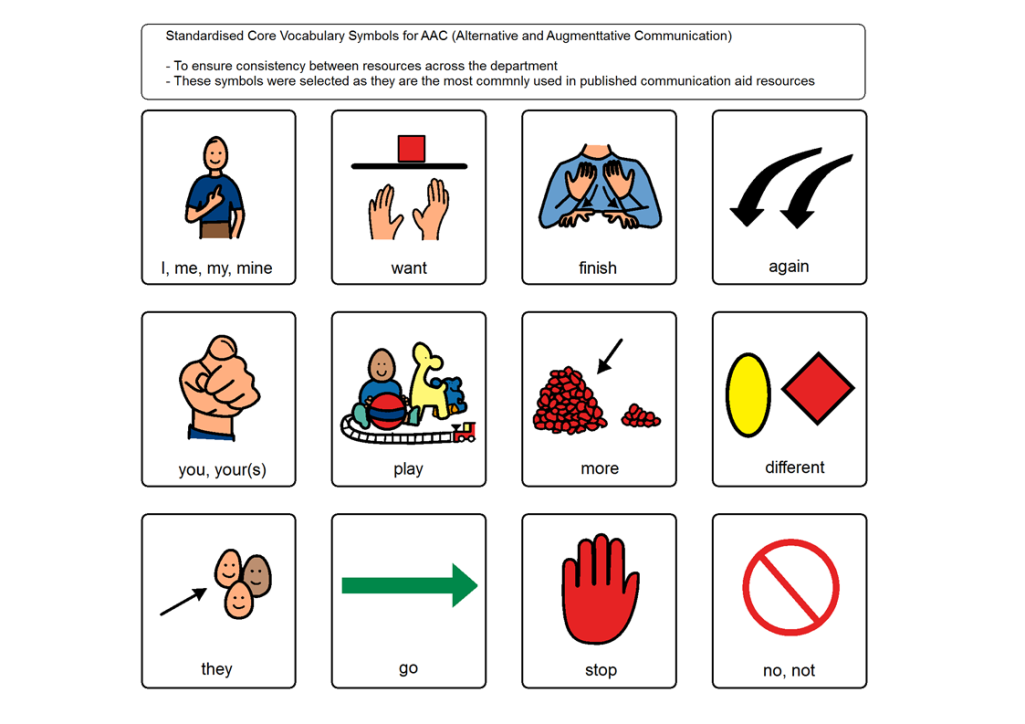 Standardised Core Vocabulary Symbols for AAC (Alternative and Augmenttative Communication)
- To ensure consistency between resources across the department
- These symbols were selected as they are the most commnly used in published communication aid resources
I, me, my, mine
want
finish
again
you, your(s)
play
more
different
they
go
stop
no, not